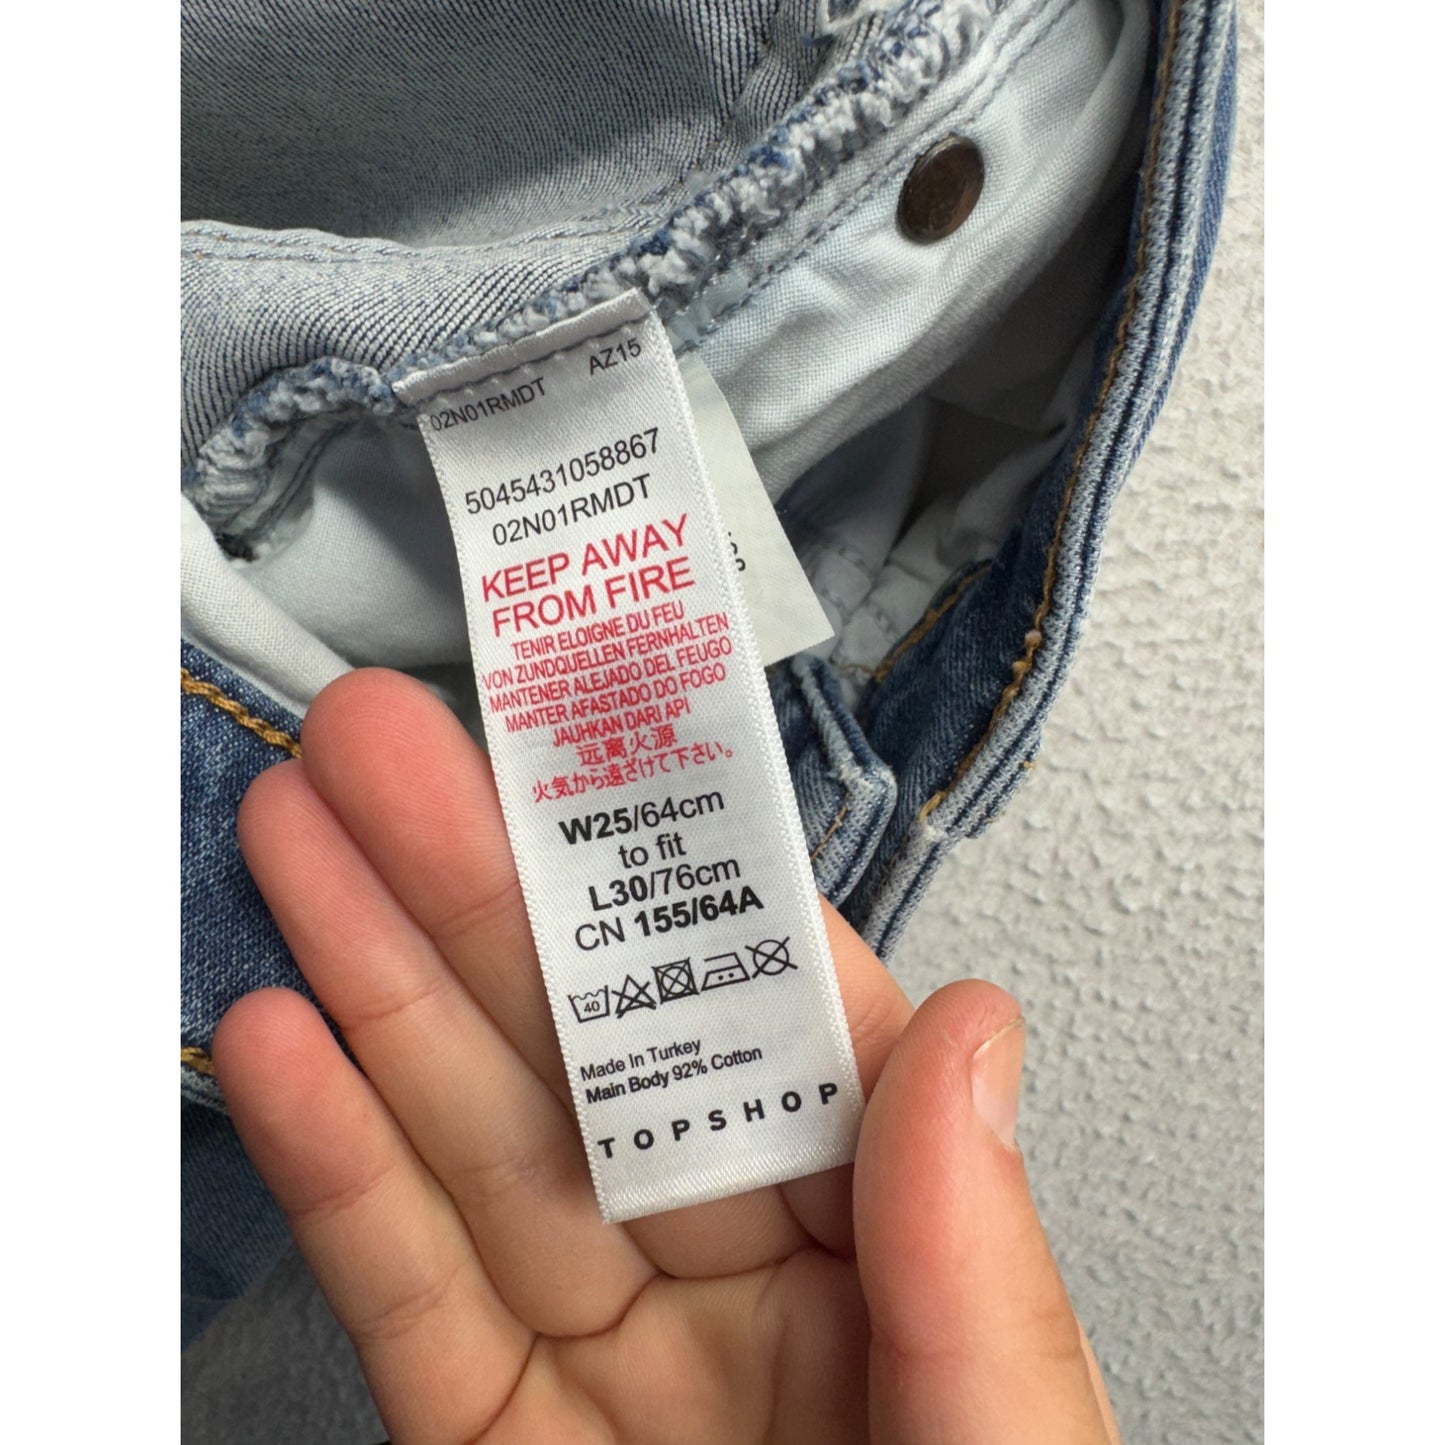 02N01RMDT AZ15
5045431058867
02N01RMDT
KEEP AWAY
FROM FIRE
TENIR ELOIGNE DU FEU
VON ZUNDQUELLEN FERNHALTEN
MANTENER ALEJADO DEL FEUGO
MANTER AFASTADO DO FOGO
JAUHKAN DARI API
远离火源
火気から遠ざけて下さい。
W25/64cm
to fit
L30/76cm
CN 155/64A
40
Made In Turkey
Main Body 92% Cotton
TOPSHOP